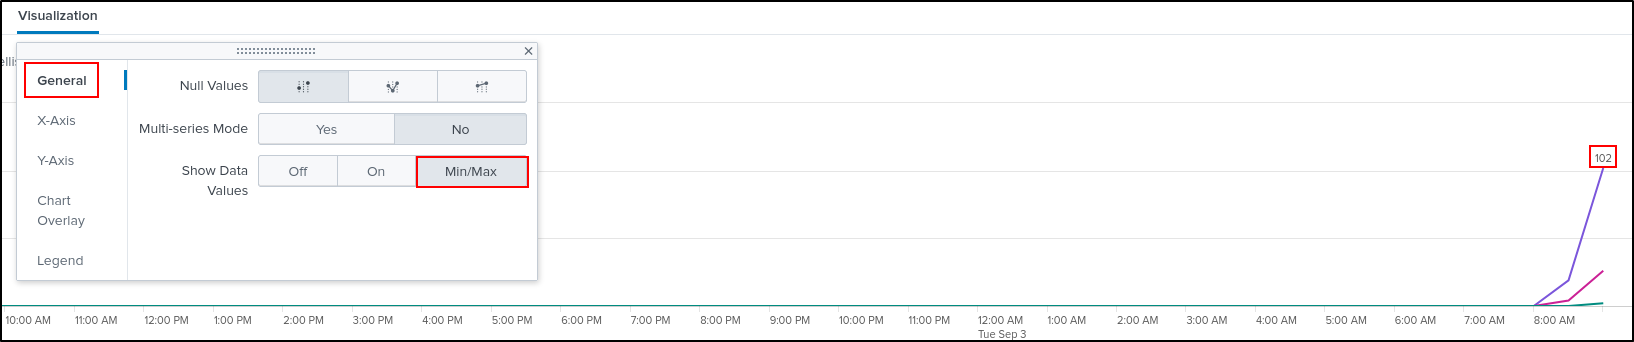 Visualization
General
X-Axis
Y-Axis
Chart
Overlay
Legend
Null Values
Multi-series Mode
Yes
No
Show Data
Values
Off
On
Min/Max
102
10:00 AM
11:00 AM
12:00 PM
1:00 PM
2:00 PM
3:00 PM
4:00 PM
5:00 PM
6:00 PM
7:00 PM
8:00 PM
9:00 PM
10:00 PM
11:00 PM
12:00 AM
Tue Sep 3
1:00 AM
2:00 AM
3:00 AM
4:00 AM
5:00 AM
6:00 AM
7:00 AM
8:00 AM